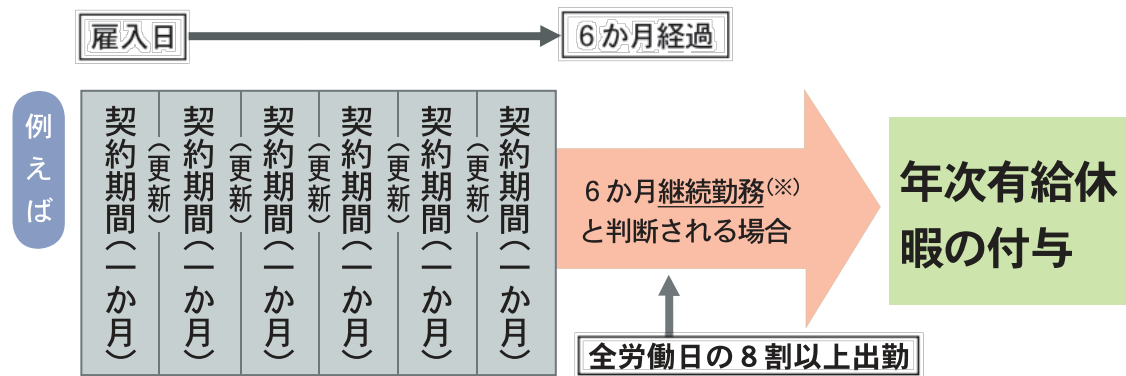 雇入日
6か月経過
例えば
契約期間(一か月)
(更新)
契約期間(一か月)
(更新)
契約期間(一か月)
(更新)
契約期間(一か月)
(更新)
契約期間(一か月)
(更新)
契約期間(一か月)
6か月継続勤務(※)
と判断される場合
全労働日の8割以上出勤
年次有給休
暇の付与